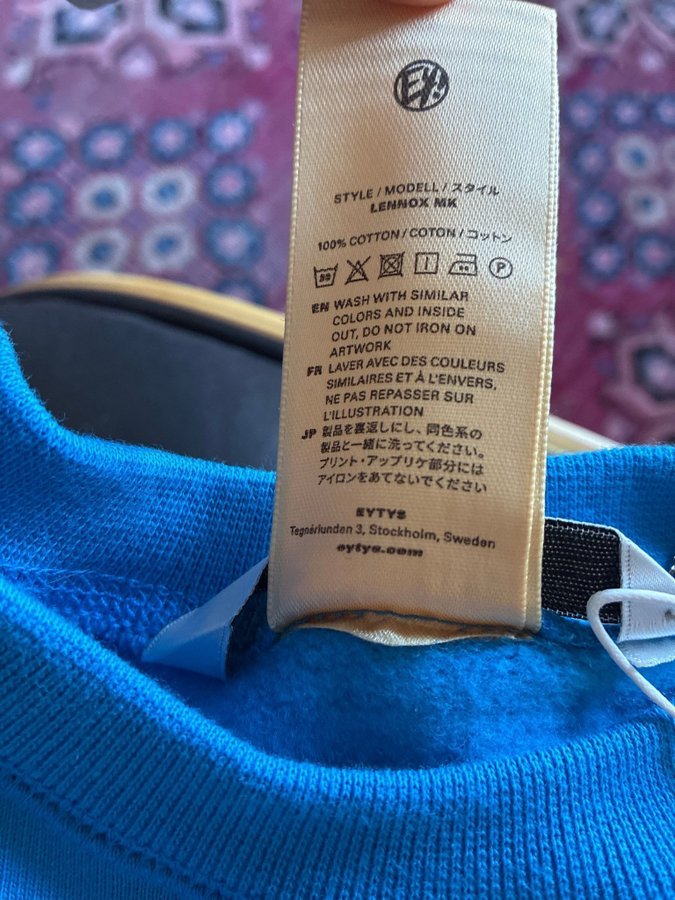 EY!
STYLE / MODELL / スタイル
LENNOX MK
100% COTTON / COTON / コットン
30 P
EN WASH WITH SIMILAR
COLORS AND INSIDE
OUT, DO NOT IRON ON
ARTWORK
FR LAVER AVEC DES COULEURS
SIMILAIRES ET À L'ENVERS,
NE PAS REPASSER SUR
L'ILLUSTRATION
JP 製品を裏返しにし、同色系の
製品と一緒に洗ってください。
プリント・アップリケ部分には
アイロンをあてないでください
EYTYS
Tegnérlunden 3, Stockholm, Sweden
eytys.com